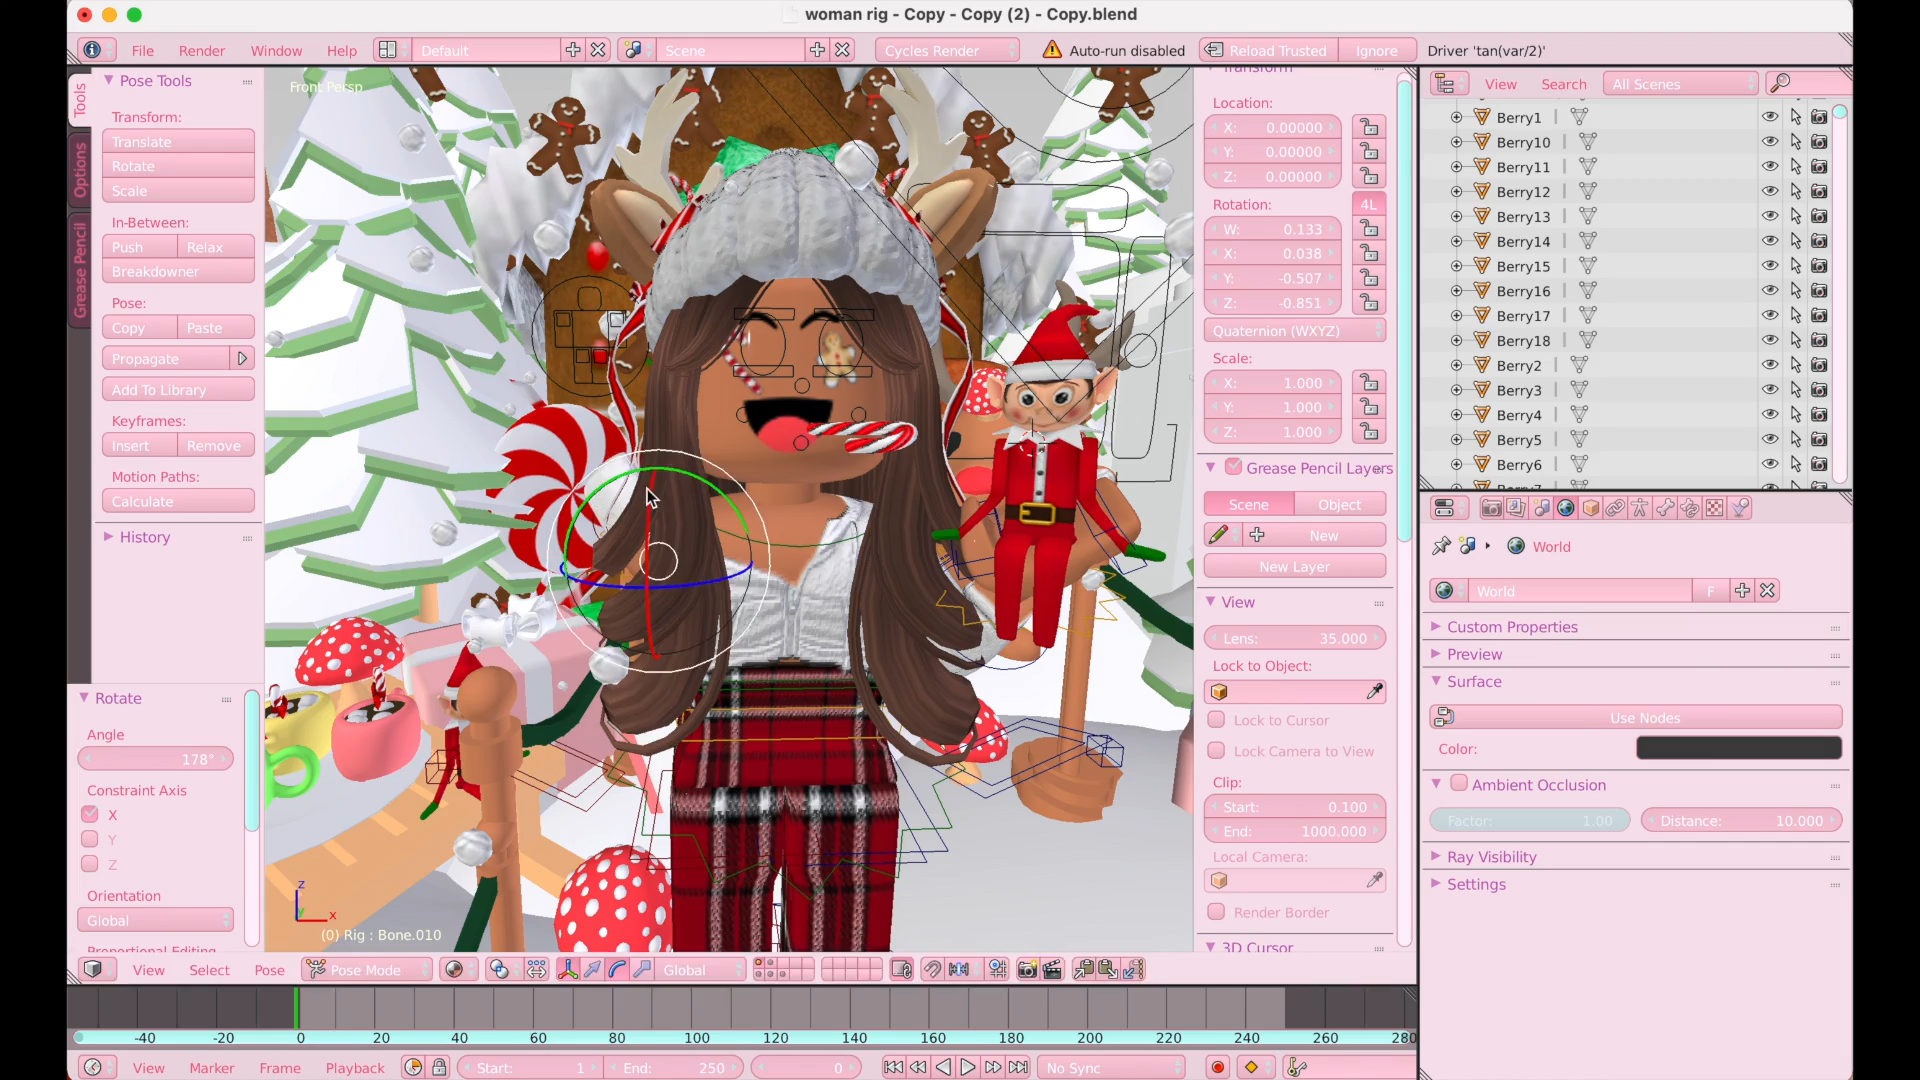 woman rig - Copy - Copy (2) - Copy.blend
File Render Window Help Default Scene Cycles Render Auto-run disabled Reload Trusted Ignore Driver 'tan(var/2)'
Tools
Options
Grease Pencil
Pose Tools
Transform:
Translate
Rotate
Scale
In-Between:
Push Relax
Breakdowner
Pose:
Copy Paste
Propagate
Add To Library
Keyframes:
Insert Remove
Motion Paths:
Calculate
History
Rotate
Angle
178°
Constraint Axis
X
Y
Z
Orientation
Global
Proportional Editing
Front Persp
z
y
x
(0) Rig : Bone.010
Transform
Location:
X: 0.00000
Y: 0.00000
Z: 0.00000
Rotation: 4L
W: 0.133
X: 0.038
Y: -0.507
Z: -0.851
Quaternion (WXYZ)
Scale:
X: 1.000
Y: 1.000
Z: 1.000
Grease Pencil Layers
Scene Object
New
New Layer
View
Lens: 35.000
Lock to Object:
Lock to Cursor
Lock Camera to View
Clip:
Start: 0.100
End: 1000.000
Local Camera:
Render Border
3D Cursor
View Search All Scenes
Berry1
Berry10
Berry11
Berry12
Berry13
Berry14
Berry15
Berry16
Berry17
Berry18
Berry2
Berry3
Berry4
Berry5
Berry6
Berry7
World
World F
Custom Properties
Preview
Surface
Use Nodes
Color:
Ambient Occlusion
Factor: 1.00 Distance: 10.000
Ray Visibility
Settings
View Select Pose Pose Mode Global
-40 -20 0 20 40 60 80 100 120 140 160 180 200 220 240 260 280
View Marker Frame Playback Start: 1 End: 250 0 No Sync